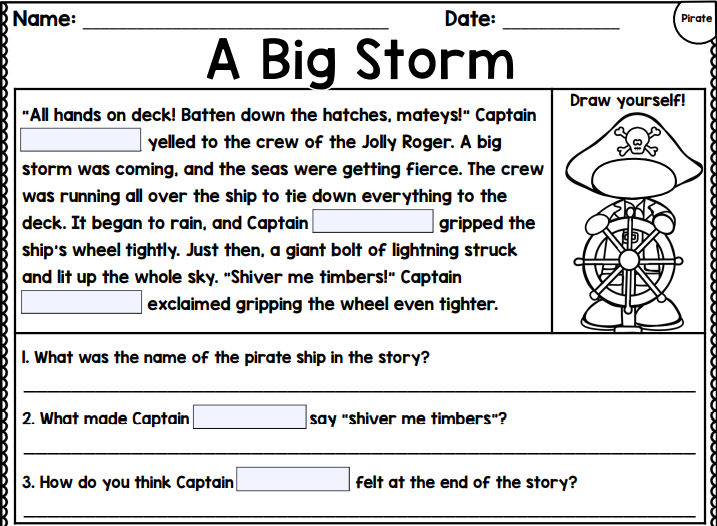 Name: ______________________ Date: __________ Pirate
A Big Storm
"All hands on deck! Batten down the hatches, mateys!" Captain
yelled to the crew of the Jolly Roger. A big
storm was coming, and the seas were getting fierce. The crew
was running all over the ship to tie down everything to the
deck. It began to rain, and Captain gripped the
ship's wheel tightly. Just then, a giant bolt of lightning struck
and lit up the whole sky. "Shiver me timbers!" Captain
exclaimed gripping the wheel even tighter.
Draw yourself!
1. What was the name of the pirate ship in the story?
2. What made Captain say "shiver me timbers"?
3. How do you think Captain felt at the end of the story?